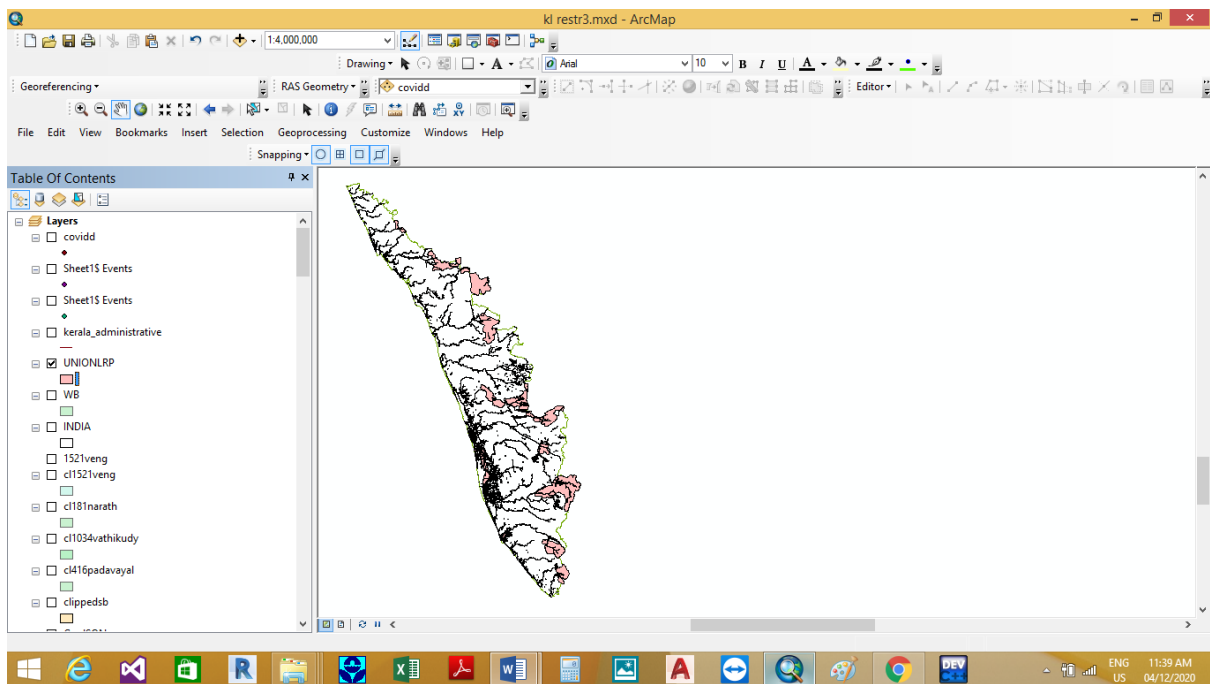 kl restr3.mxd - ArcMap
1:4,000,000
Drawing Arial 10 B I U A
Georeferencing RAS Geometry covidd Editor
File Edit View Bookmarks Insert Selection Geoprocessing Customize Windows Help
Snapping
Table Of Contents
Layers
covidd
Sheet1$ Events
Sheet1$ Events
kerala_administrative
UNIONLRP
WB
INDIA
1521veng
cl1521veng
cl181narath
cl1034vathikudy
cl416padavayal
clippedsb
ENG 11:39 AM
US 04/12/2020